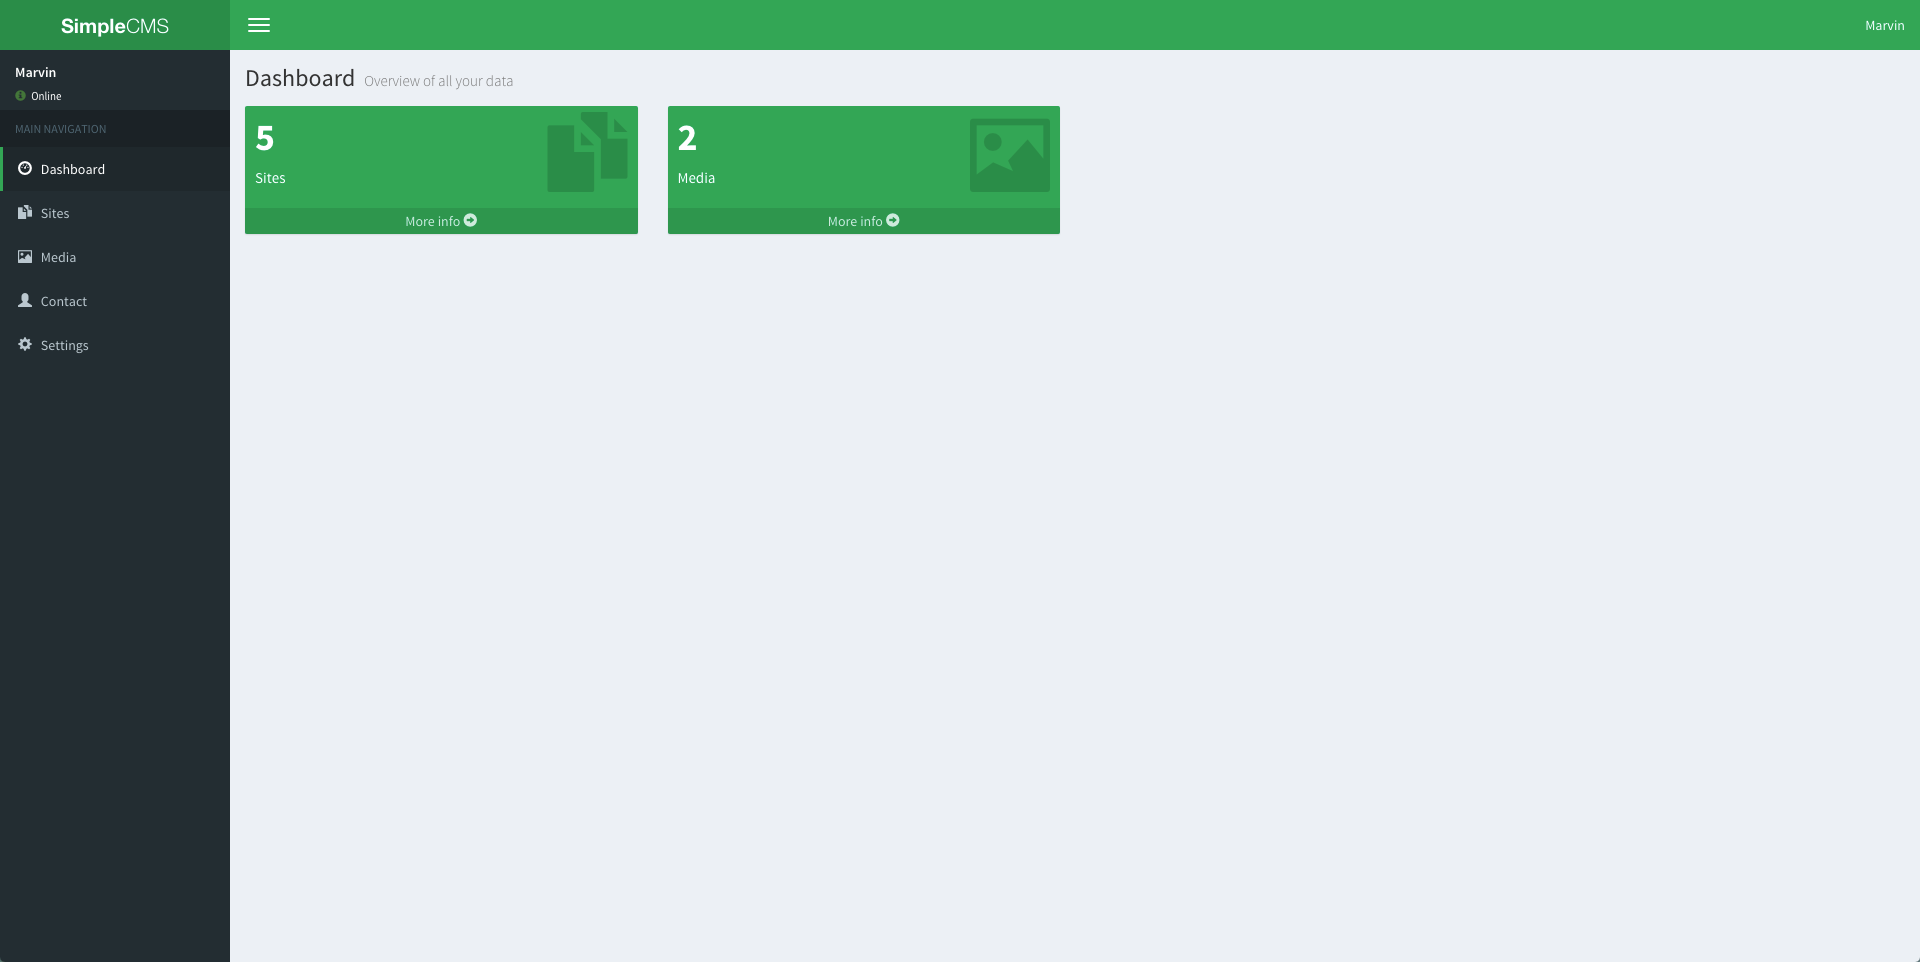 SimpleCMS
Marvin
Marvin
Online
MAIN NAVIGATION
Dashboard
Sites
Media
Contact
Settings
Dashboard Overview of all your data
5
Sites
More info
2
Media
More info